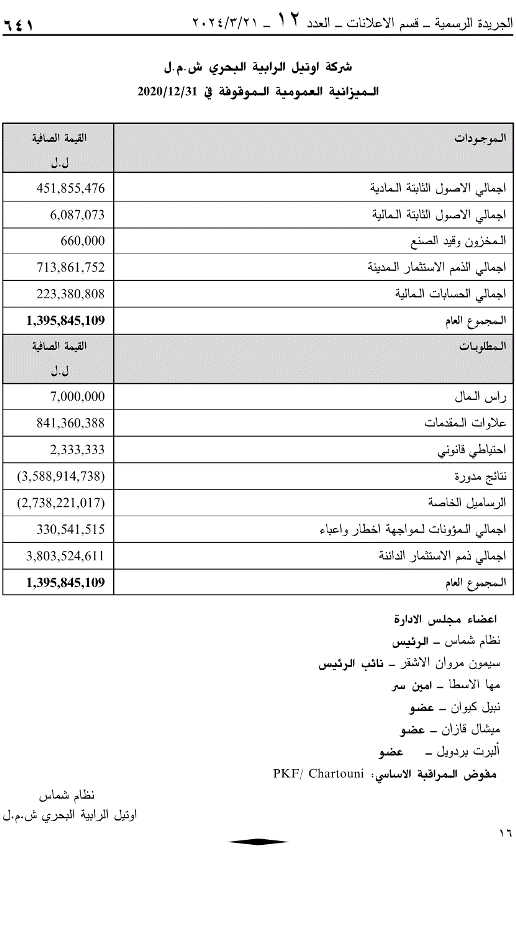 الجريدة الرسمية – قسم الاعلانات – العدد ١٢ – ٢٠٢٤/٣/٢١ ٦٤١
شركة اوتيل الرابية البحري ش.م.ل
الميزانية العمومية الموقوفة في 2020/12/31
الموجودات القيمة الصافية
ل.ل
اجمالي الاصول الثابتة المادية 451,855,476
اجمالي الاصول الثابتة المالية 6,087,073
المخزون وقيد الصنع 660,000
اجمالي الذمم الاستثمار المدينة 713,861,752
اجمالي الحسابات المالية 223,380,808
المجموع العام 1,395,845,109
المطلوبات القيمة الصافية
ل.ل
راس المال 7,000,000
علاوات المقدمات 841,360,388
احتياطي قانوني 2,333,333
نتائج مدورة (3,588,914,738)
الرساميل الخاصة (2,738,221,017)
اجمالي المؤونات لمواجهة اخطار واعباء 330,541,515
اجمالي ذمم الاستثمار الدائنة 3,803,524,611
المجموع العام 1,395,845,109
اعضاء مجلس الادارة
نظام شماس – الرئيس
سيمون مروان الاشقر – نائب الرئيس
مها الاسطا – امين سر
نبيل كيوان – عضو
ميشال قازان – عضو
ألبرت بردويل – عضو
مفوض المراقبة الاساسي: PKF/ Chartouni
نظام شماس
اوتيل الرابية البحري ش.م.ل
١٦